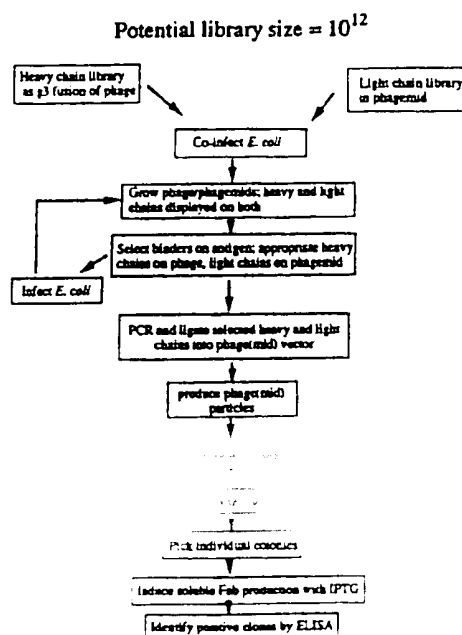 Potential library size = 10^12
Heavy chain library
as g3 fusion of phage
Light chain library
in phagemid
Co-infect E. coli
Grow phage/phagemids; heavy and light
chains displayed on both
Select binders on antigen; appropriate heavy
chains on phage, light chains on phagemid
Infect E. coli
PCR and ligate selected heavy and light
chains into phage(mid) vector
produce phage(mid)
particles
Pick individual colonies
Induce soluble Fab production with IPTG
Identify positive clones by ELISA